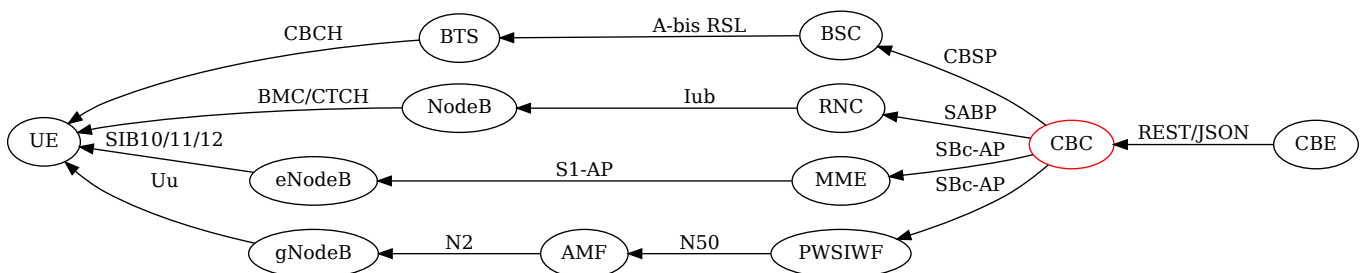 CBCH
BTS
A-bis RSL
BSC
CBSP
BMC/CTCH
NodeB
Iub
RNC
SABP
UE
SIB10/11/12
CBC
REST/JSON
CBE
SBc-AP
Uu
eNodeB
S1-AP
MME
SBc-AP
gNodeB
N2
AMF
N50
PWSIWF